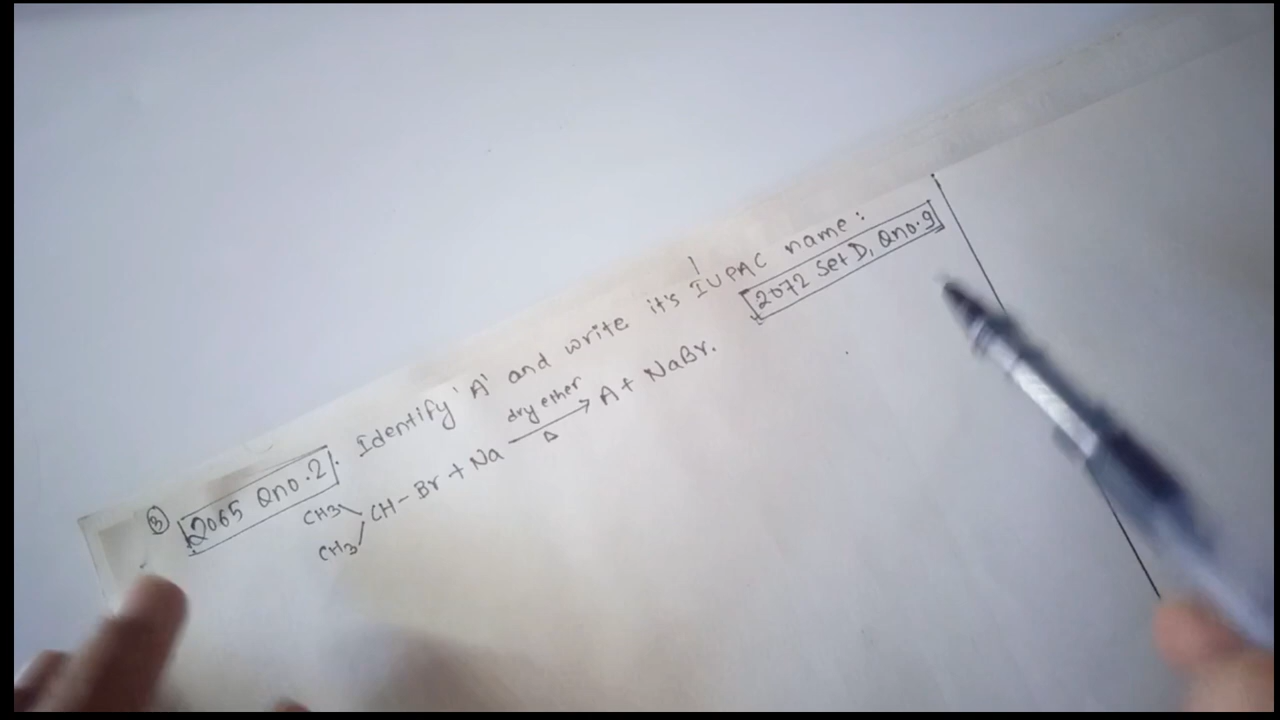 ③ 2065 Qno.2. Identify 'A' and write it's IUPAC name:
2072 Set D, Qno.9
CH3
CH3
CH-Br + Na dry ether → Δ A + NaBr.